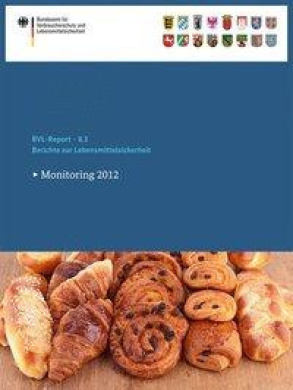 Bundesamt für
Verbraucherschutz und
Lebensmittelsicherheit
BVL-Report · 8.3
Berichte zur Lebensmittelsicherheit
▸ Monitoring 2012